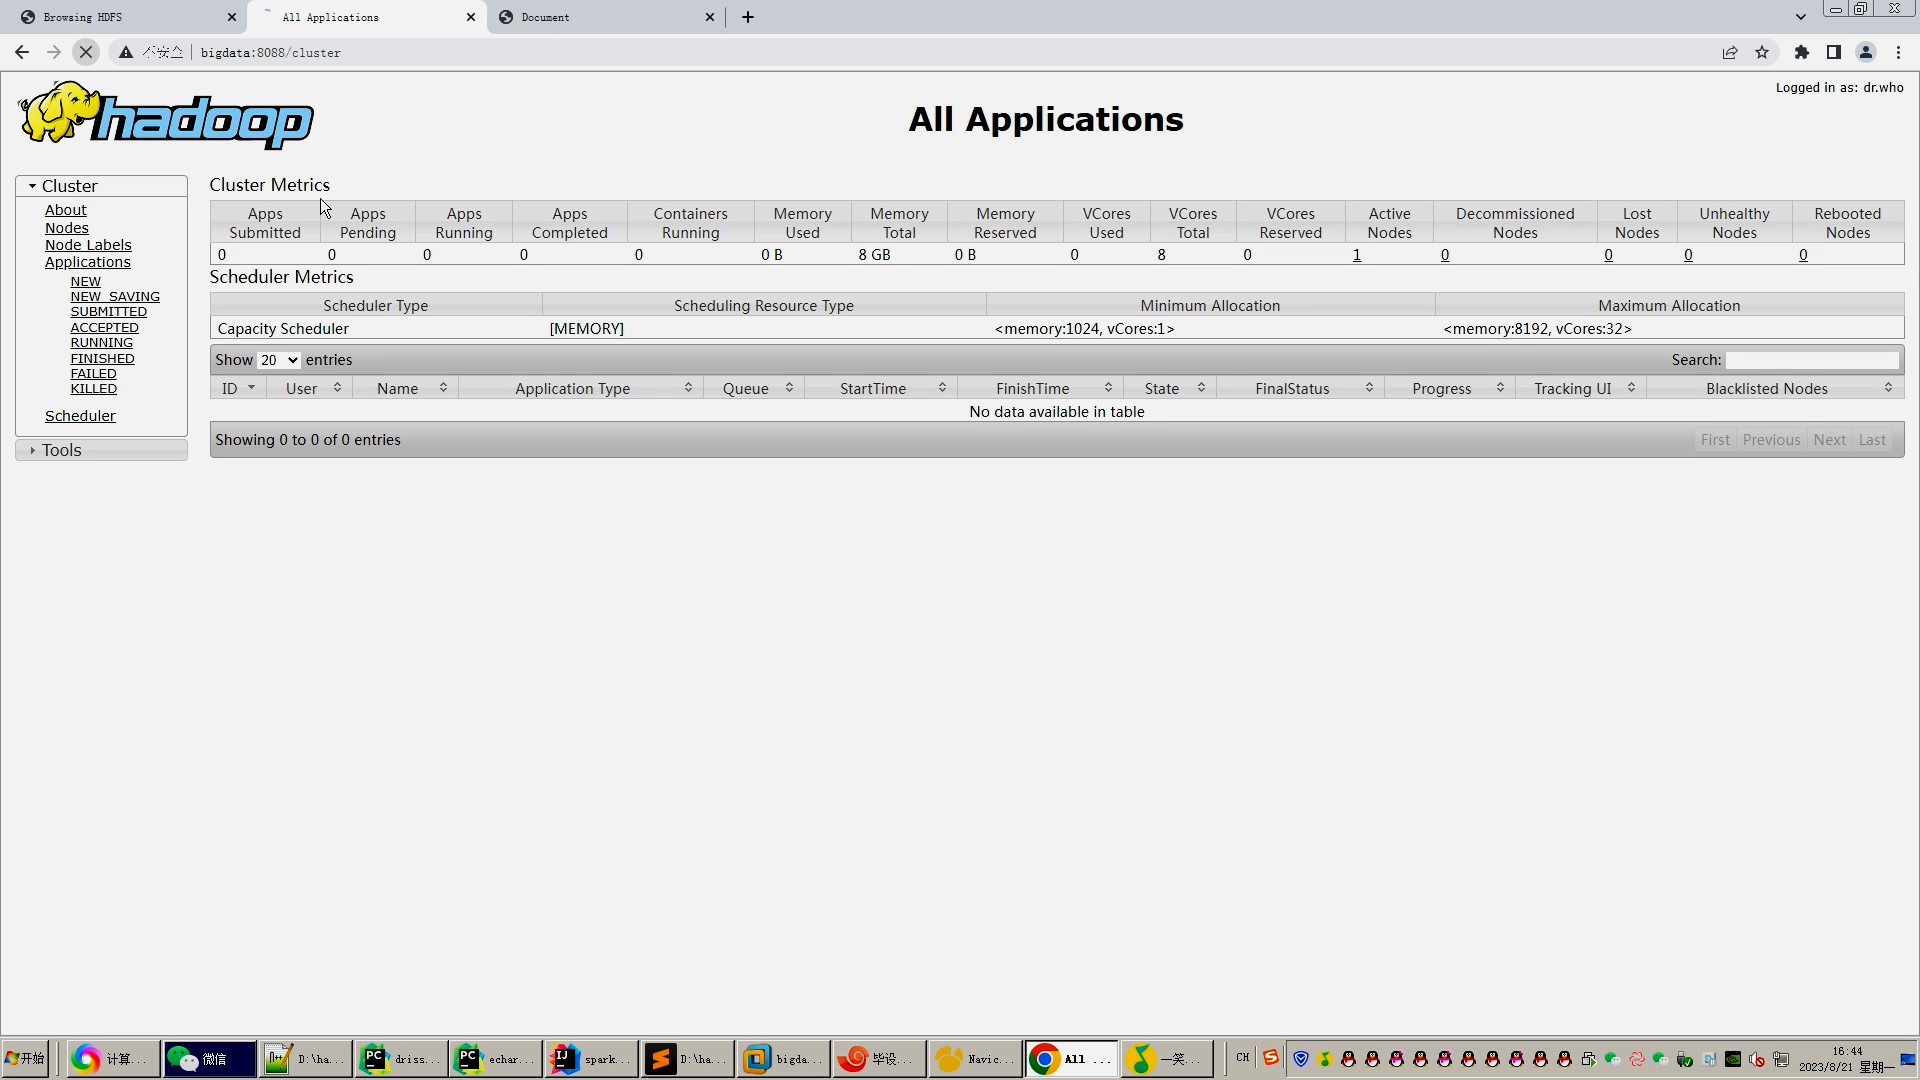 Browsing HDFS
All Applications
Document
不安全
bigdata:8088/cluster
Logged in as: dr.who
hadoop
All Applications
Cluster
About
Nodes
Node Labels
Applications
NEW
NEW_SAVING
SUBMITTED
ACCEPTED
RUNNING
FINISHED
FAILED
KILLED
Scheduler
Tools
Cluster Metrics
Apps Submitted Apps Pending Apps Running Apps Completed Containers Running Memory Used Memory Total Memory Reserved VCores Used VCores Total VCores Reserved Active Nodes Decommissioned Nodes Lost Nodes Unhealthy Nodes Rebooted Nodes
0 0 0 0 0 0 B 8 GB 0 B 0 8 0 1 0 0 0 0
Scheduler Metrics
Scheduler Type Scheduling Resource Type Minimum Allocation Maximum Allocation
Capacity Scheduler [MEMORY] <memory:1024, vCores:1> <memory:8192, vCores:32>
Show 20 entries Search:
ID User Name Application Type Queue StartTime FinishTime State FinalStatus Progress Tracking UI Blacklisted Nodes
No data available in table
Showing 0 to 0 of 0 entries First Previous Next Last
开始 计算... 微信 D:\ha... driss... echar... spark... D:\ha... bigda... 毕设... Navic... All ... 一笑... CH 16:44
2023/8/21 星期一